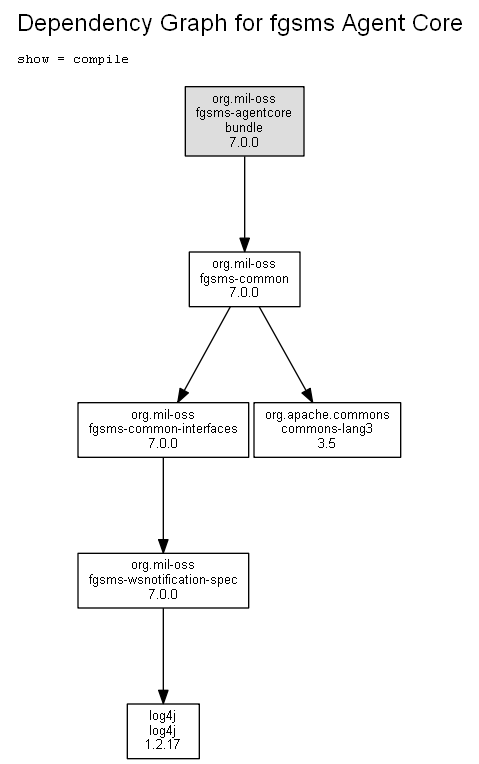 Dependency Graph for fgsms Agent Core
show = compile
org.mil-oss
fgsms-agentcore
bundle
7.0.0
org.mil-oss
fgsms-common
7.0.0
org.mil-oss
fgsms-common-interfaces
7.0.0
org.apache.commons
commons-lang3
3.5
org.mil-oss
fgsms-wsnotification-spec
7.0.0
log4j
log4j
1.2.17